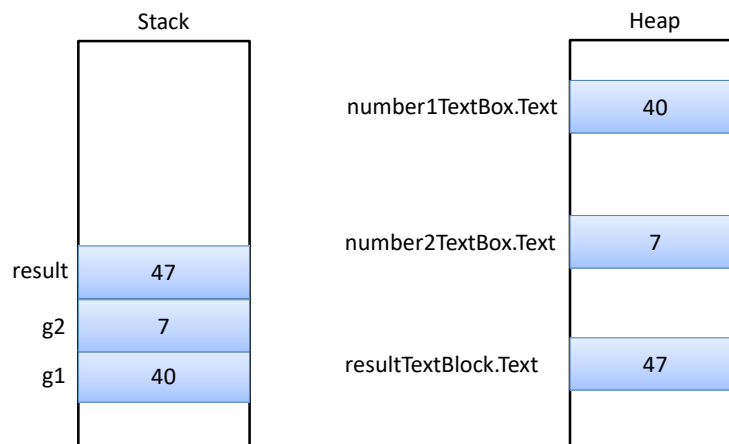 Stack
result 47
g2 7
g1 40
Heap
number1TextBox.Text 40
number2TextBox.Text 7
resultTextBlock.Text 47